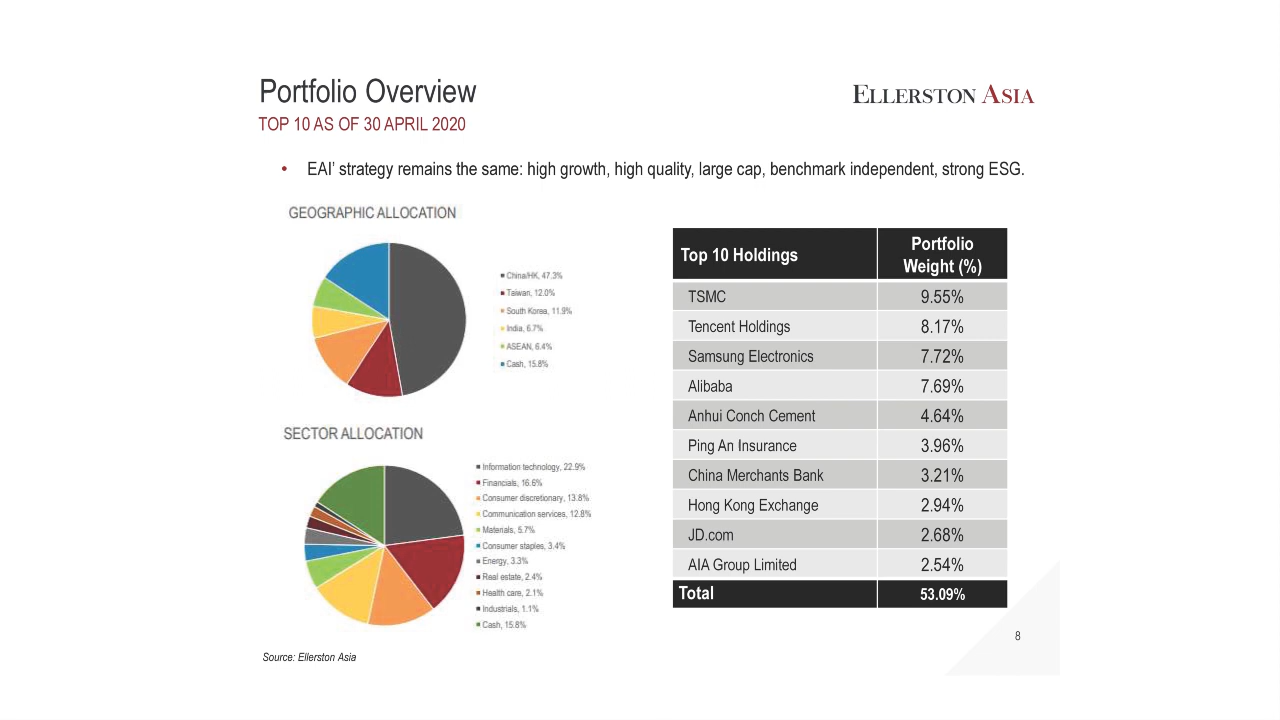 Portfolio Overview
ELLERSTON ASIA
TOP 10 AS OF 30 APRIL 2020
• EAI’ strategy remains the same: high growth, high quality, large cap, benchmark independent, strong ESG.
GEOGRAPHIC ALLOCATION
China/HK, 47.3%
Taiwan, 12.0%
South Korea, 11.9%
India, 6.7%
ASEAN, 6.4%
Cash, 15.8%
SECTOR ALLOCATION
Information technology, 22.9%
Financials, 16.6%
Consumer discretionary, 13.8%
Communication services, 12.8%
Materials, 5.7%
Consumer staples, 3.4%
Energy, 3.3%
Real estate, 2.4%
Health care, 2.1%
Industrials, 1.1%
Cash, 15.8%
Top 10 Holdings Portfolio Weight (%)
TSMC 9.55%
Tencent Holdings 8.17%
Samsung Electronics 7.72%
Alibaba 7.69%
Anhui Conch Cement 4.64%
Ping An Insurance 3.96%
China Merchants Bank 3.21%
Hong Kong Exchange 2.94%
JD.com 2.68%
AIA Group Limited 2.54%
Total 53.09%
8
Source: Ellerston Asia